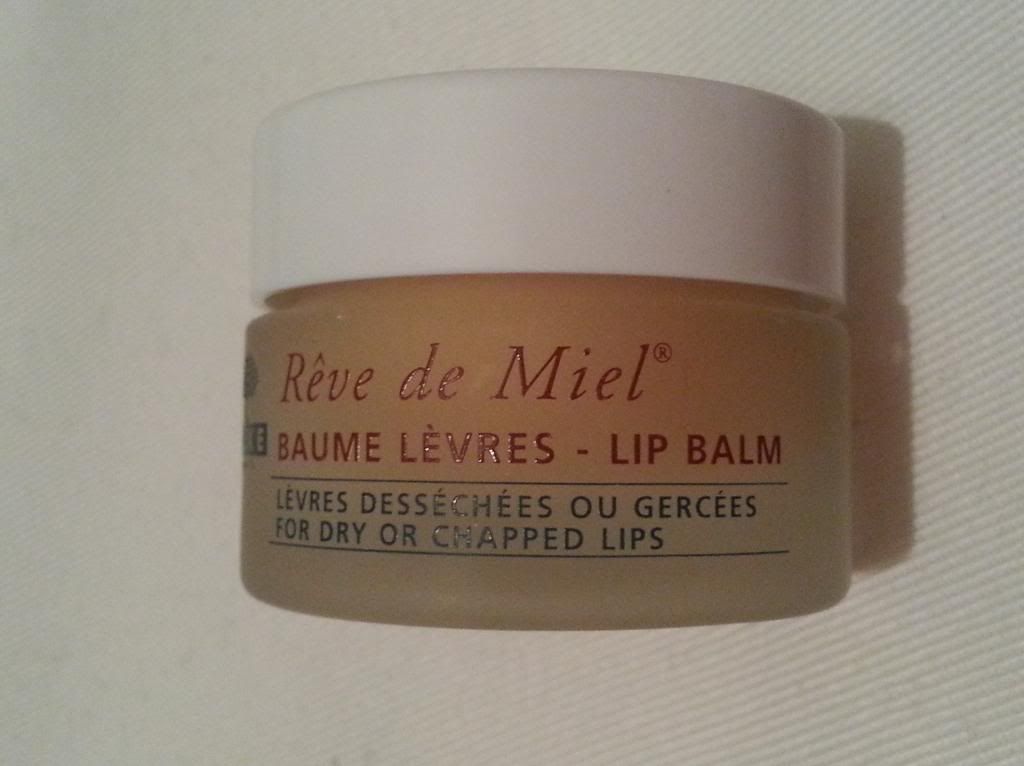 Rêve de Miel®
BAUME LÈVRES - LIP BALM
LÈVRES DESSÉCHÉES OU GERCÉES
FOR DRY OR CHAPPED LIPS